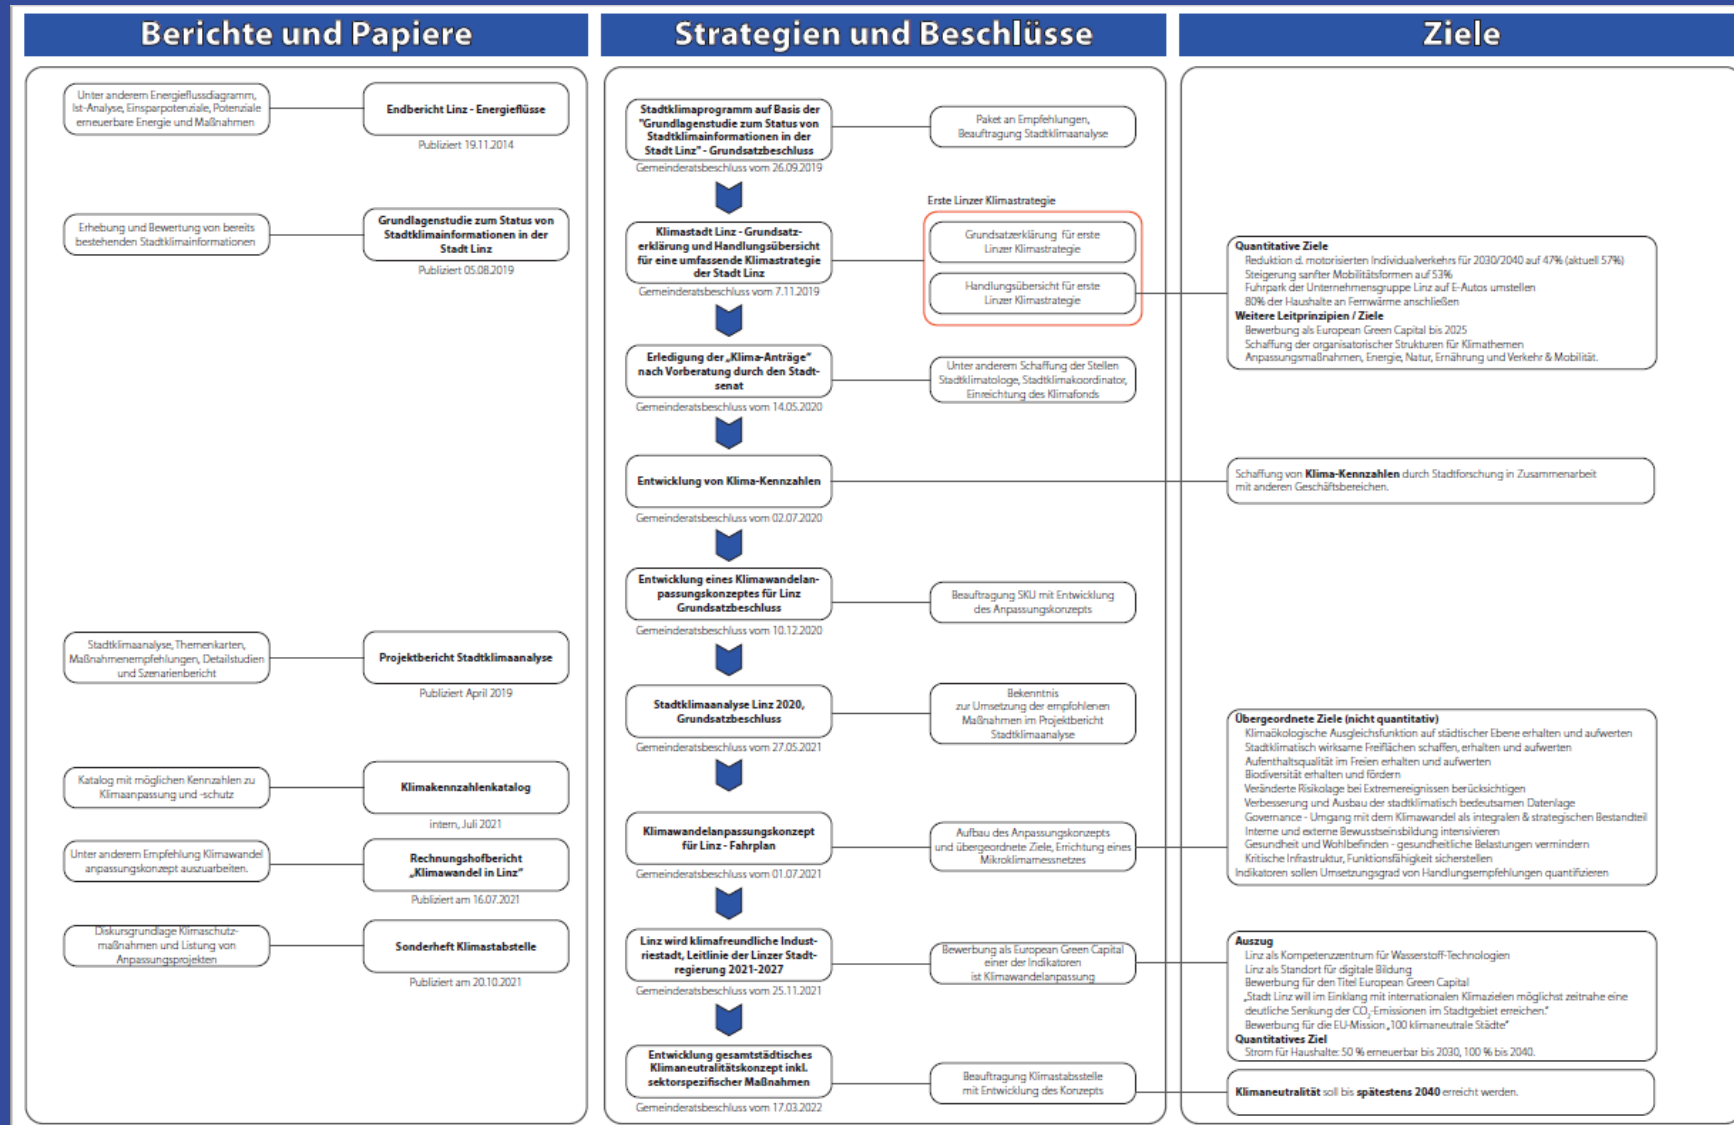 Berichte und Papiere
Unter anderem Energieflussdiagramm,
Ist-Analyse, Einsparpotenziale, Potenziale
erneuerbare Energie und Maßnahmen
Endbericht Linz - Energieflüsse
Publiziert 19.11.2014
Erhebung und Bewertung von bereits
bestehenden Stadtklimainformationen
Grundlagenstudie zum Status von
Stadtklimainformationen in der
Stadt Linz
Publiziert 05.08.2019
Stadtklimaanalyse, Themenkarten,
Maßnahmenempfehlungen, Detailstudien
und Szenarienbericht
Projektbericht Stadtklimaanalyse
Publiziert April 2019
Katalog mit möglichen Kennzahlen zu
Klimaanpassung und -schutz
Klimakennzahlenkatalog
intern, Juli 2021
Unter anderem Empfehlung Klimawandel
anpassungskonzept auszuarbeiten.
Rechnungshofbericht
„Klimawandel in Linz"
Publiziert am 16.07.2021
Diskursgrundlage Klimaschutz-
maßnahmen und Listung von
Anpassungsprojekten
Sonderheft Klimastabstelle
Publiziert am 20.10.2021
Strategien und Beschlüsse
Stadtklimaprogramm auf Basis der
"Grundlagenstudie zum Status von
Stadtklimainformationen in der
Stadt Linz" - Grundsatzbeschluss
Gemeinderatsbeschluss vom 26.09.2019
Paket an Empfehlungen,
Beauftragung Stadtklimaanalyse
Klimastadt Linz - Grundsatz-
erklärung und Handlungsübersicht
für eine umfassende Klimastrategie
der Stadt Linz
Gemeinderatsbeschluss vom 7.11.2019
Erste Linzer Klimastrategie
Grundsatzerklärung für erste
Linzer Klimastrategie
Handlungsübersicht für erste
Linzer Klimastrategie
Erledigung der „Klima-Anträge"
nach Vorberatung durch den Stadt-
senat
Gemeinderatsbeschluss vom 14.05.2020
Unter anderem Schaffung der Stellen
Stadtklimatologe, Stadtklimakoordinator,
Einreichtung des Klimafonds
Entwicklung von Klima-Kennzahlen
Gemeinderatsbeschluss vom 02.07.2020
Entwicklung eines Klimawandelan-
passungskonzeptes für Linz
Grundsatzbeschluss
Gemeinderatsbeschluss vom 10.12.2020
Beauftragung SKU mit Entwicklung
des Anpassungskonzepts
Stadtklimaanalyse Linz 2020,
Grundsatzbeschluss
Gemeinderatsbeschluss vom 27.05.2021
Bekenntnis
zur Umsetzung der empfohlenen
Maßnahmen im Projektbericht
Stadtklimaanalyse
Klimawandelanpassungskonzept
für Linz - Fahrplan
Gemeinderatsbeschluss vom 01.07.2021
Aufbau des Anpassungskonzepts
und übergeordnete Ziele, Errichtung eines
Mikroklimamessnetzes
Linz wird klimafreundliche Indust-
riestadt, Leitlinie der Linzer Stadt-
regierung 2021-2027
Gemeinderatsbeschluss vom 25.11.2021
Bewerbung als European Green Capital
einer der Indikatoren
ist Klimawandelanpassung
Entwicklung gesamtstädtisches
Klimaneutralitätskonzept inkl.
sektorspezifischer Maßnahmen
Gemeinderatsbeschluss vom 17.03.2022
Beauftragung Klimastabsstelle
mit Entwicklung des Konzepts
Ziele
Quantitative Ziele
Reduktion d. motorisierten Individualverkehrs für 2030/2040 auf 47% (aktuell 57%)
Steigerung sanfter Mobilitätsformen auf 53%
Fuhrpark der Unternehmensgruppe Linz auf E-Autos umstellen
80% der Haushalte an Fernwärme anschließen
Weitere Leitprinzipien / Ziele
Bewerbung als European Green Capital bis 2025
Schaffung der organisatorischer Strukturen für Klimathemen
Anpassungsmaßnahmen, Energie, Natur, Ernährung und Verkehr & Mobilität.
Schaffung von Klima-Kennzahlen durch Stadtforschung in Zusammenarbeit
mit anderen Geschäftsbereichen.
Übergeordnete Ziele (nicht quantitativ)
Klimaökologische Ausgleichsfunktion auf städtischer Ebene erhalten und aufwerten
Stadtklimatisch wirksame Freiflächen schaffen, erhalten und aufwerten
Aufenthaltsqualität im Freien erhalten und aufwerten
Biodiversität erhalten und fördern
Veränderte Risikolage bei Extremereignissen berücksichtigen
Verbesserung und Ausbau der stadtklimatisch bedeutsamen Datenlage
Governance - Umgang mit dem Klimawandel als integralen & strategischen Bestandteil
Interne und externe Bewusstseinsbildung intensivieren
Gesundheit und Wohlbefinden - gesundheitliche Belastungen vermindern
Kritische Infrastruktur, Funktionsfähigkeit sicherstellen
Indikatoren sollen Umsetzungsgrad von Handlungsempfehlungen quantifizieren
Auszug
Linz als Kompetenzzentrum für Wasserstoff-Technologien
Linz als Standort für digitale Bildung
Bewerbung für den Titel European Green Capital
„Stadt Linz will im Einklang mit internationalen Klimazielen möglichst zeitnahe eine
deutliche Senkung der CO₂-Emissionen im Stadtgebiet erreichen."
Bewerbung für die EU-Mission „100 klimaneutrale Städte"
Quantitatives Ziel
Strom für Haushalte: 50 % erneuerbar bis 2030, 100 % bis 2040.
Klimaneutralität soll bis spätestens 2040 erreicht werden.